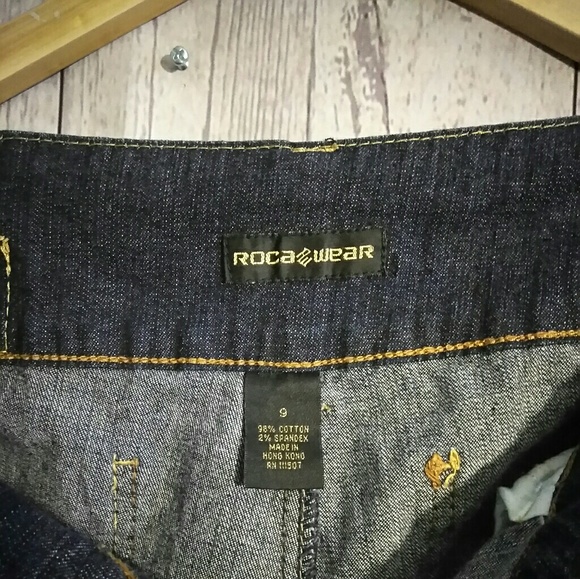 ROCAWEAR
9
98% COTTON
2% SPANDEX
MADE IN
HONG KONG
RN 111507